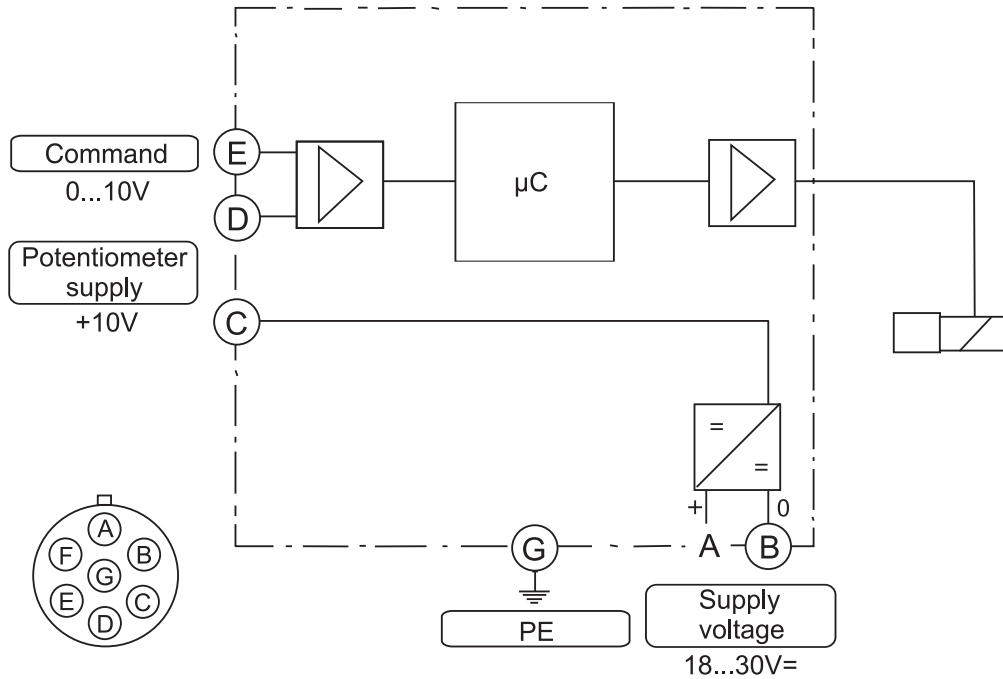 Command
0...10V
E
D
µC
Potentiometer
supply
+10V
C
=
=
+
0
A
B
G
PE
Supply
voltage
18...30V=
A
F
B
G
E
C
D